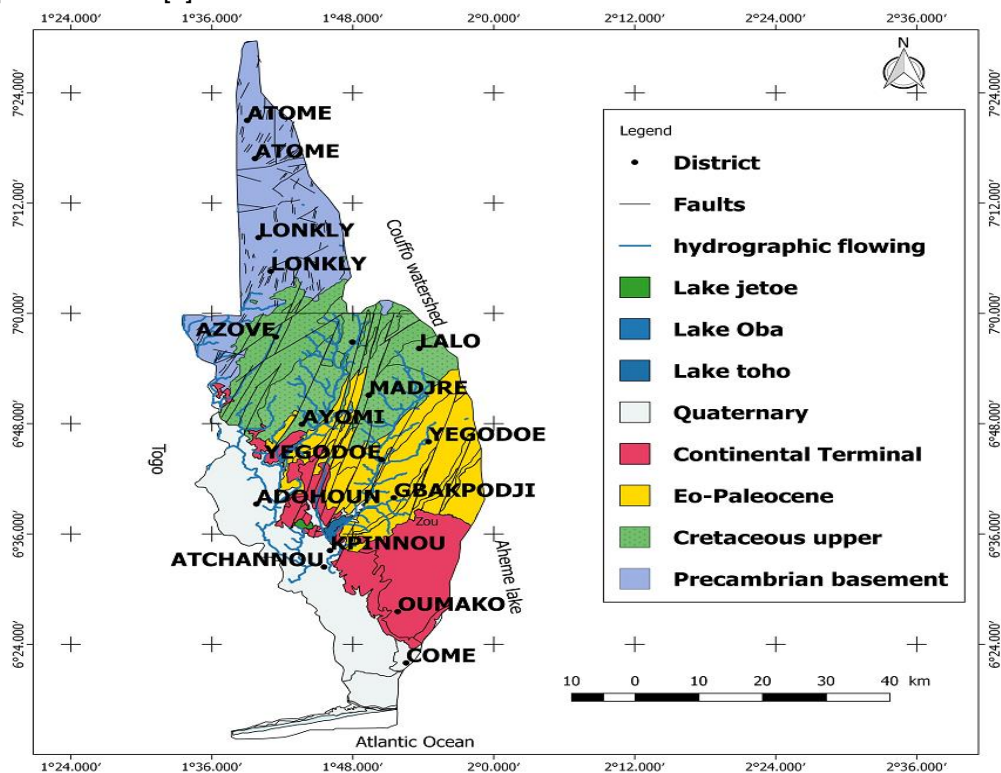 1°24.000'
1°36.000'
1°48.000'
2°0.000'
2°12.000'
2°24.000'
2°36.000'
N
7°24.000'
7°24.000'
ATOME
ATOME
7°12.000'
7°12.000'
LONKLY
LONKLY
Couffo watershed
7°0.000'
7°0.000'
AZOVE
LALO
MADJRE
AYOMI
6°48.000'
6°48.000'
YEGODOE
YEGODOE
Togo
ADOHOUN
GBAKPODJI
Zou
6°36.000'
6°36.000'
KPINNOU
ATCHANNOU
Aheme lake
OUMAKO
6°24.000'
6°24.000'
COME
Atlantic Ocean
Legend
District
Faults
hydrographic flowing
Lake jetoe
Lake Oba
Lake toho
Quaternary
Continental Terminal
Eo-Paleocene
Cretaceous upper
Precambrian basement
10 0 10 20 30 40 km
1°24.000'
1°36.000'
1°48.000'
2°0.000'
2°12.000'
2°24.000'
2°36.000'